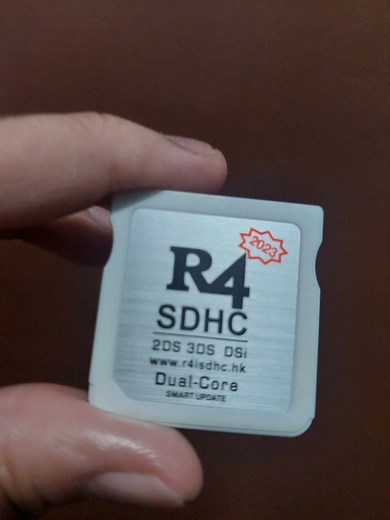 2023
R4
SDHC
2DS 3DS DSi
www.r4isdhc.hk
Dual-Core
SMART UPDATE